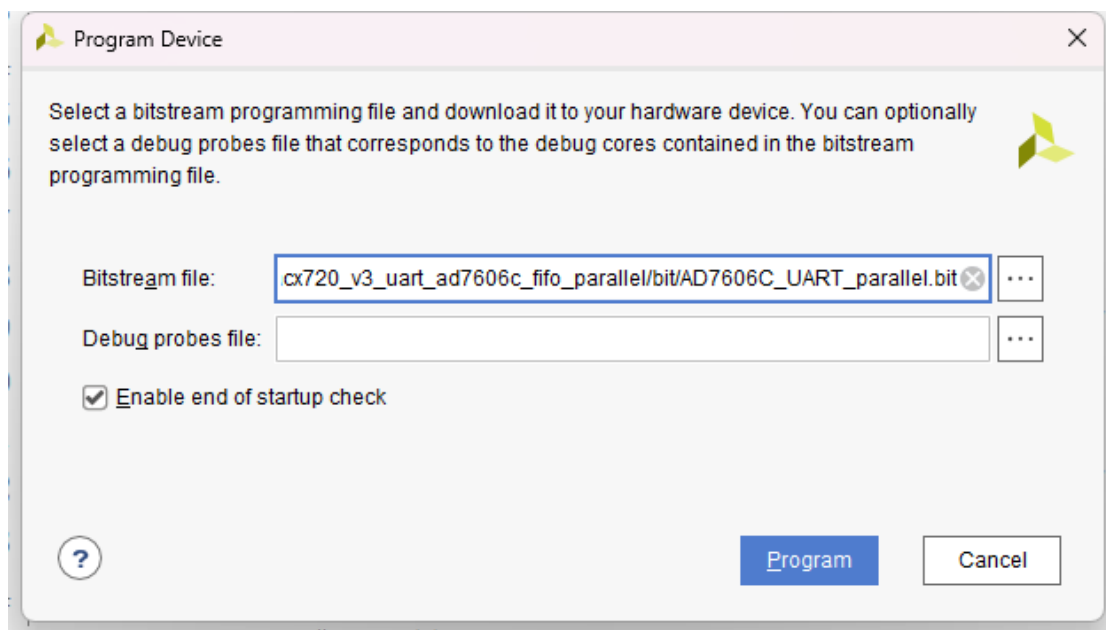 Program Device
Select a bitstream programming file and download it to your hardware device. You can optionally
select a debug probes file that corresponds to the debug cores contained in the bitstream
programming file.
Bitstream file: cx720_v3_uart_ad7606c_fifo_parallel/bit/AD7606C_UART_parallel.bit ...
Debug probes file: ...
Enable end of startup check
? Program Cancel